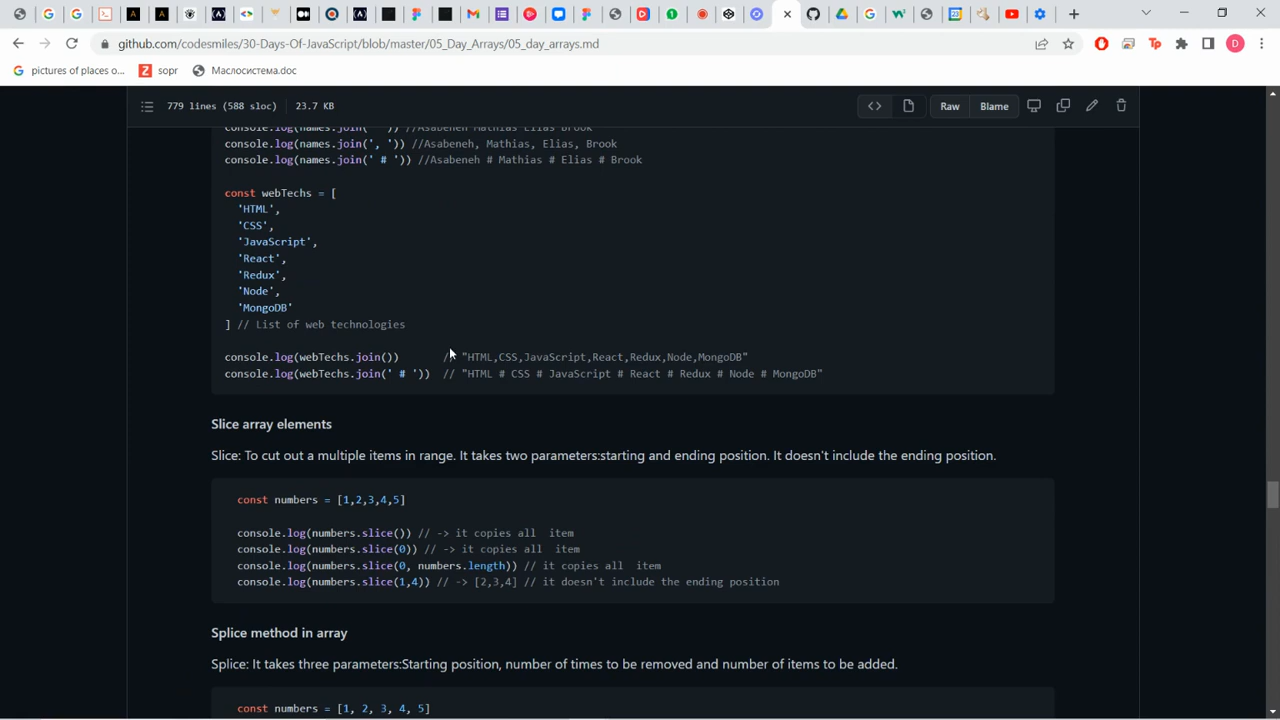 github.com/codesmiles/30-Days-Of-JavaScript/blob/master/05_Day_Arrays/05_day_arrays.md
pictures of places o... sopr Маслосистема.doc
779 lines (588 sloc) 23.7 KB Raw Blame
console.log(names.join(' ')) //Asabeneh Mathias Elias Brook
console.log(names.join(', ')) //Asabeneh, Mathias, Elias, Brook
console.log(names.join(' # ')) //Asabeneh # Mathias # Elias # Brook
const webTechs = [
'HTML',
'CSS',
'JavaScript',
'React',
'Redux',
'Node',
'MongoDB'
] // List of web technologies
console.log(webTechs.join()) // "HTML,CSS,JavaScript,React,Redux,Node,MongoDB"
console.log(webTechs.join(' # ')) // "HTML # CSS # JavaScript # React # Redux # Node # MongoDB"
Slice array elements
Slice: To cut out a multiple items in range. It takes two parameters:starting and ending position. It doesn't include the ending position.
const numbers = [1,2,3,4,5]
console.log(numbers.slice()) // -> it copies all item
console.log(numbers.slice(0)) // -> it copies all item
console.log(numbers.slice(0, numbers.length)) // it copies all item
console.log(numbers.slice(1,4)) // -> [2,3,4] // it doesn't include the ending position
Splice method in array
Splice: It takes three parameters:Starting position, number of times to be removed and number of items to be added.
const numbers = [1, 2, 3, 4, 5]